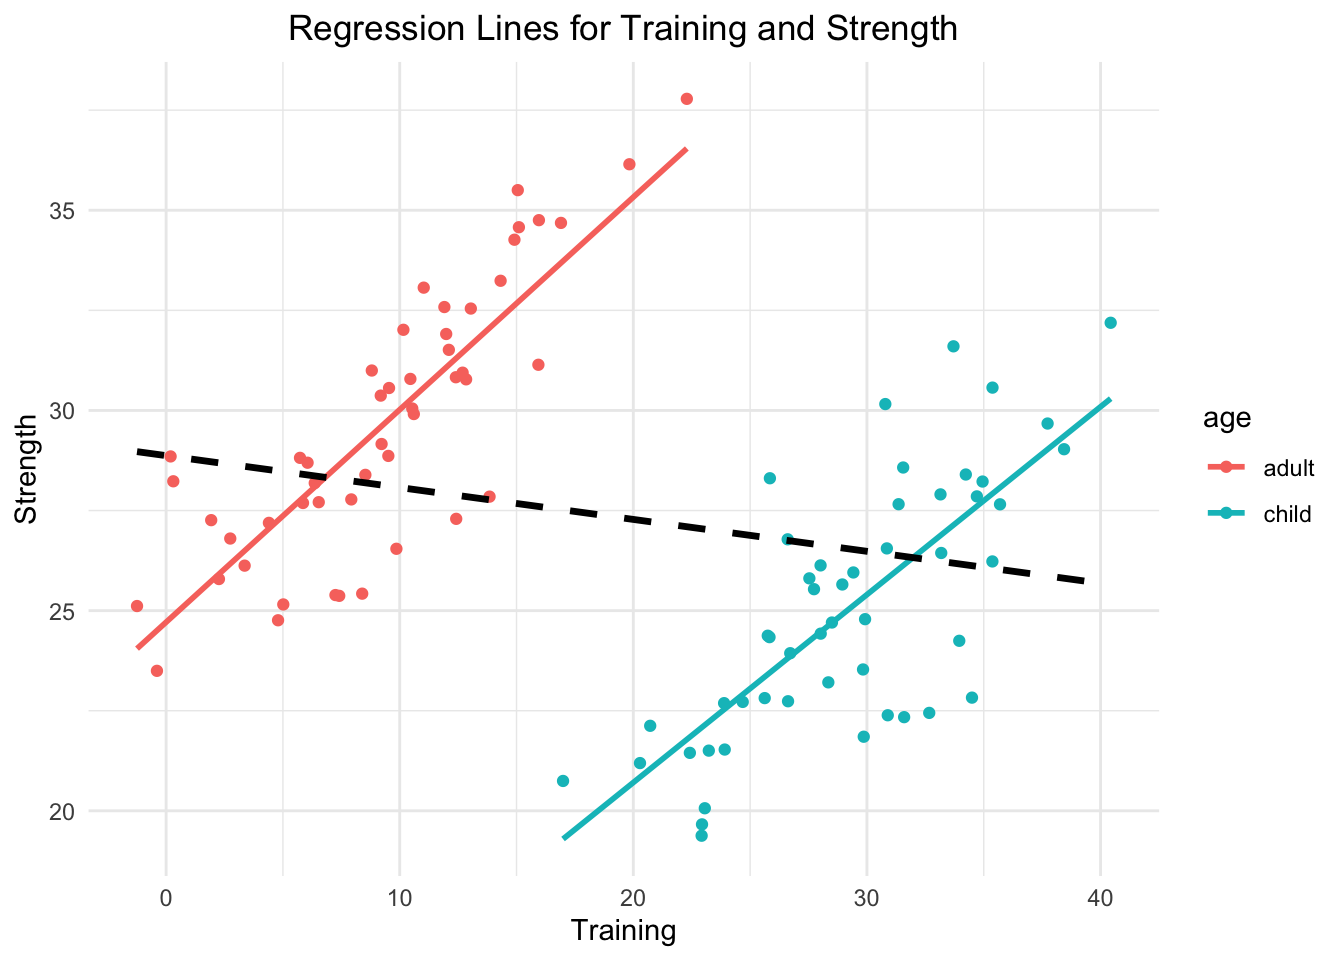 Regression Lines for Training and Strength
Strength
35
30
25
20
0 10 20 30 40
Training
age
adult
child